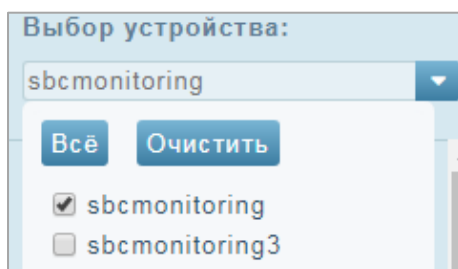 Выбор устройства:
sbcmonitoring
Всё Очистить
sbcmonitoring
sbcmonitoring3